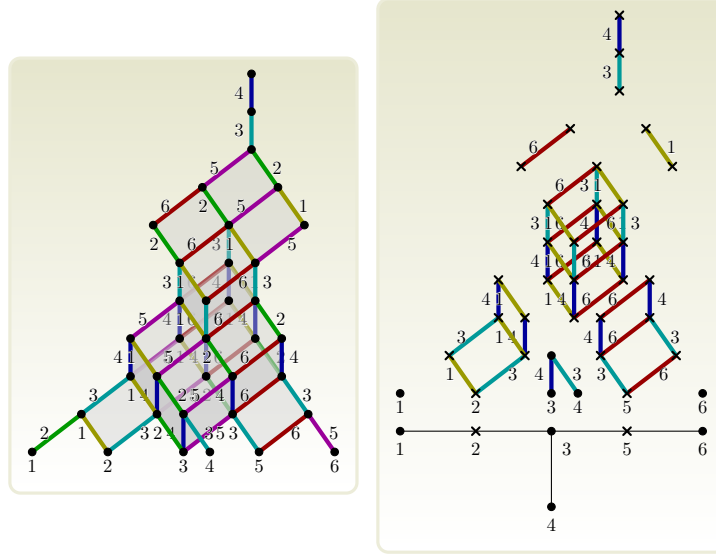 4
3
5 2
6 2 5 1
2 6 3 1 5
3 1 6 3
5 4 1 6 4 2
4 1 5 2 6 4
3 1 4 2 5 4 6 3
2 1 3 2 4 3 5 3 6 5
1 2 3 4 5 6
4
3
6 1
6 3 1
3 1 6 4 6 1 3
4 1 6 6 1 4
4 1 1 4 6 4
3 1 4 4 6 3
1 3 4 3 3 6
1 2 3 4 5 6
1 2 3 5 6
4